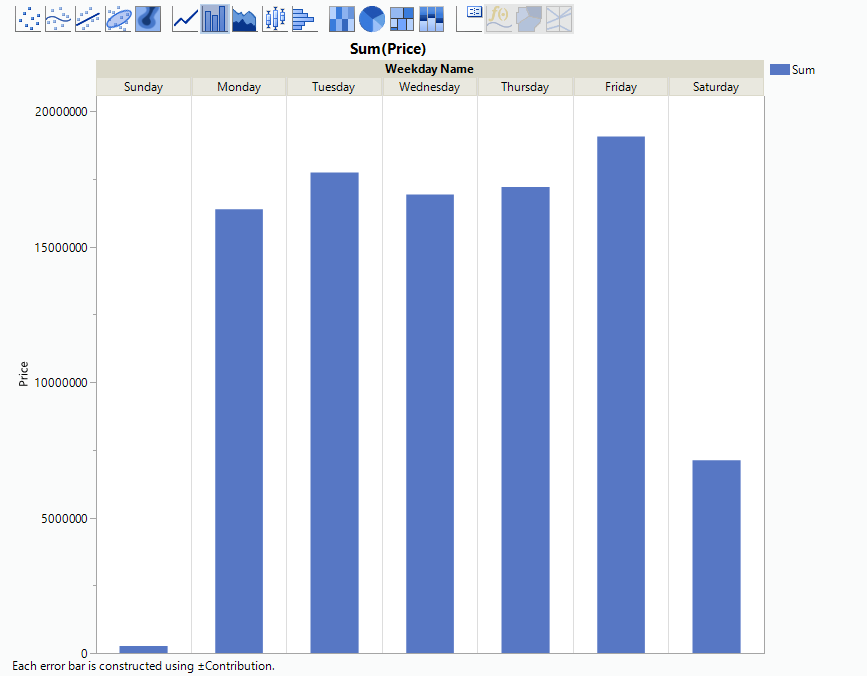 Sum(Price)
Weekday Name
Sunday Monday Tuesday Wednesday Thursday Friday Saturday
Sum
20000000
15000000
10000000
5000000
0
Price
Each error bar is constructed using ±Contribution.